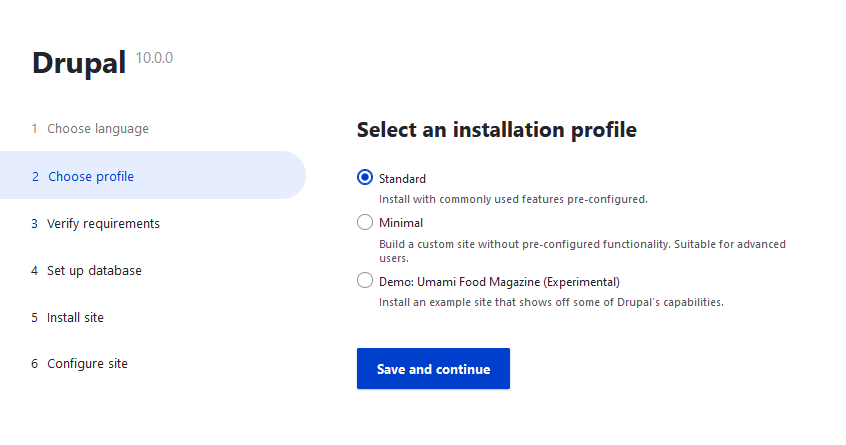 Drupal 10.0.0
1 Choose language
2 Choose profile
3 Verify requirements
4 Set up database
5 Install site
6 Configure site
Select an installation profile
Standard
Install with commonly used features pre-configured.
Minimal
Build a custom site without pre-configured functionality. Suitable for advanced
users.
Demo: Umami Food Magazine (Experimental)
Install an example site that shows off some of Drupal's capabilities.
Save and continue